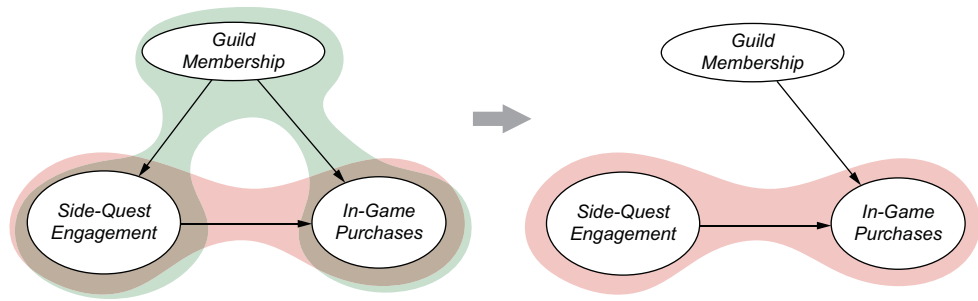 Guild
Membership
Side-Quest
Engagement
In-Game
Purchases
Guild
Membership
Side-Quest
Engagement
In-Game
Purchases